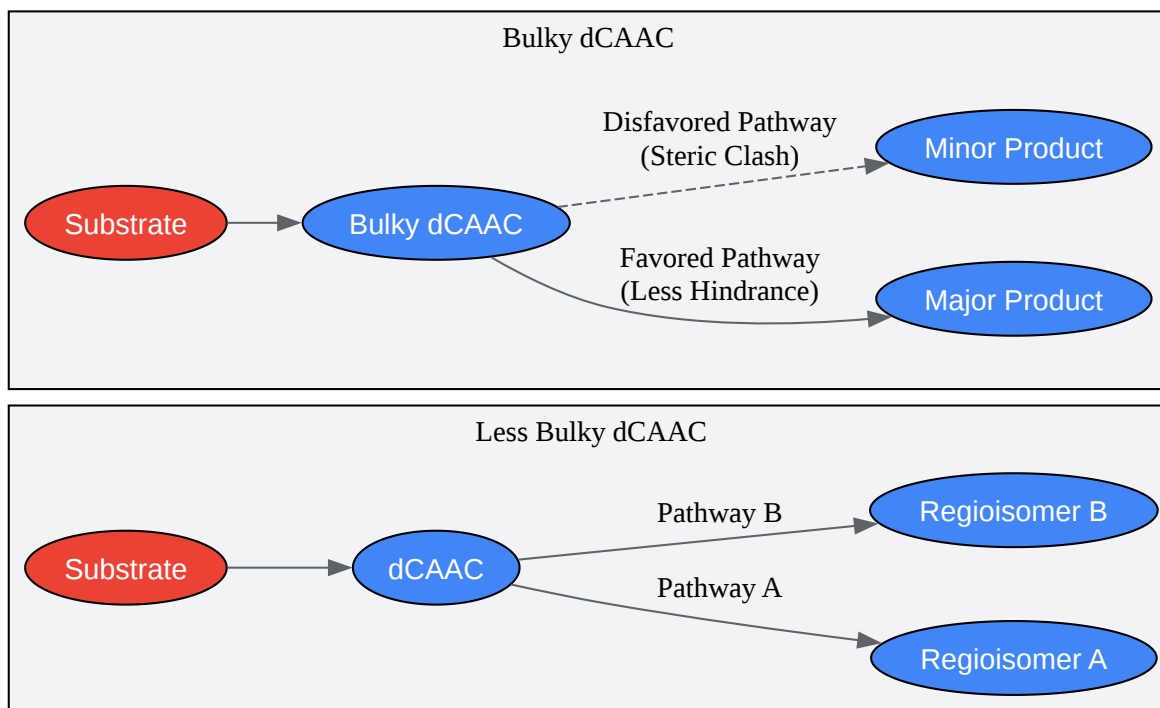 Bulky dCAAC
Disfavored Pathway
(Steric Clash)
Minor Product
Substrate
Bulky dCAAC
Favored Pathway
(Less Hindrance)
Major Product
Less Bulky dCAAC
Pathway B
Regioisomer B
Substrate
dCAAC
Pathway A
Regioisomer A